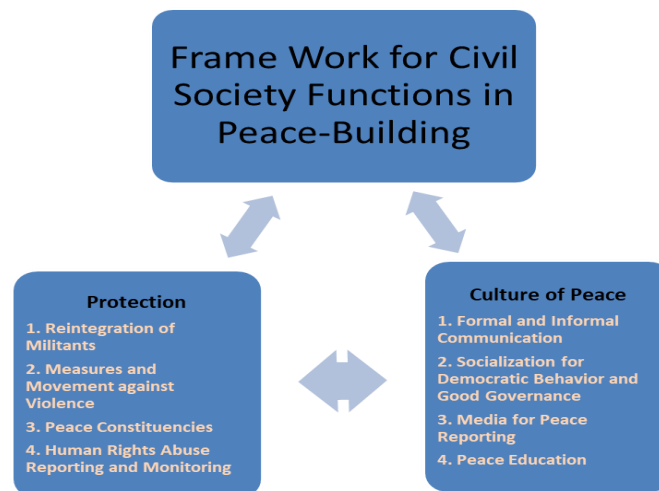 Frame Work for Civil
Society Functions in
Peace-Building
Protection
1. Reintegration of
Militants
2. Measures and
Movement against
Violence
3. Peace Constituencies
4. Human Rights Abuse
Reporting and Monitoring
Culture of Peace
1. Formal and Informal
Communication
2. Socialization for
Democratic Behavior and
Good Governance
3. Media for Peace
Reporting
4. Peace Education